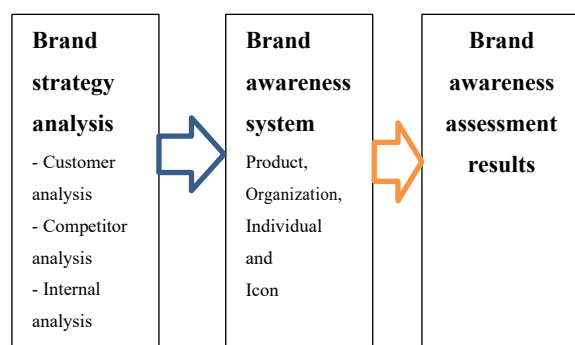 Brand
strategy
analysis
- Customer
analysis
- Competitor
analysis
- Internal
analysis
Brand
awareness
system
Product,
Organization,
Individual
and
Icon
Brand
awareness
assessment
results